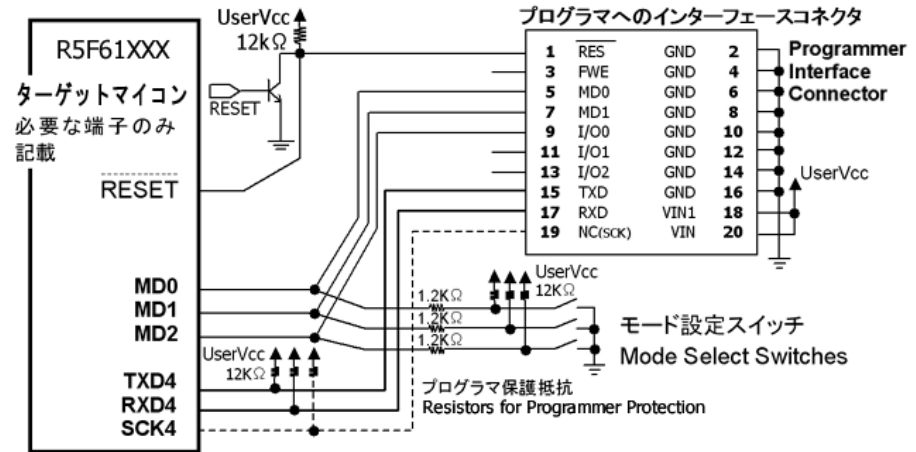 UserVcc
12kΩ
プログラマへのインターフェースコネクタ
R5F61XXX
ターゲットマイコン
必要な端子のみ
記載
RESET
RESET
1 RES GND 2
3 FWE GND 4
5 MD0 GND 6
7 MD1 GND 8
9 I/O0 GND 10
11 I/O1 GND 12
13 I/O2 GND 14
15 TXD GND 16
17 RXD VIN1 18
19 NC(SCK) VIN 20
Programmer
Interface
Connector
UserVcc
MD0
MD1
MD2
1.2KΩ
1.2KΩ
1.2KΩ
UserVcc
12KΩ
モード設定スイッチ
Mode Select Switches
UserVcc
12KΩ
TXD4
RXD4
SCK4
プログラマ保護抵抗
Resistors for Programmer Protection